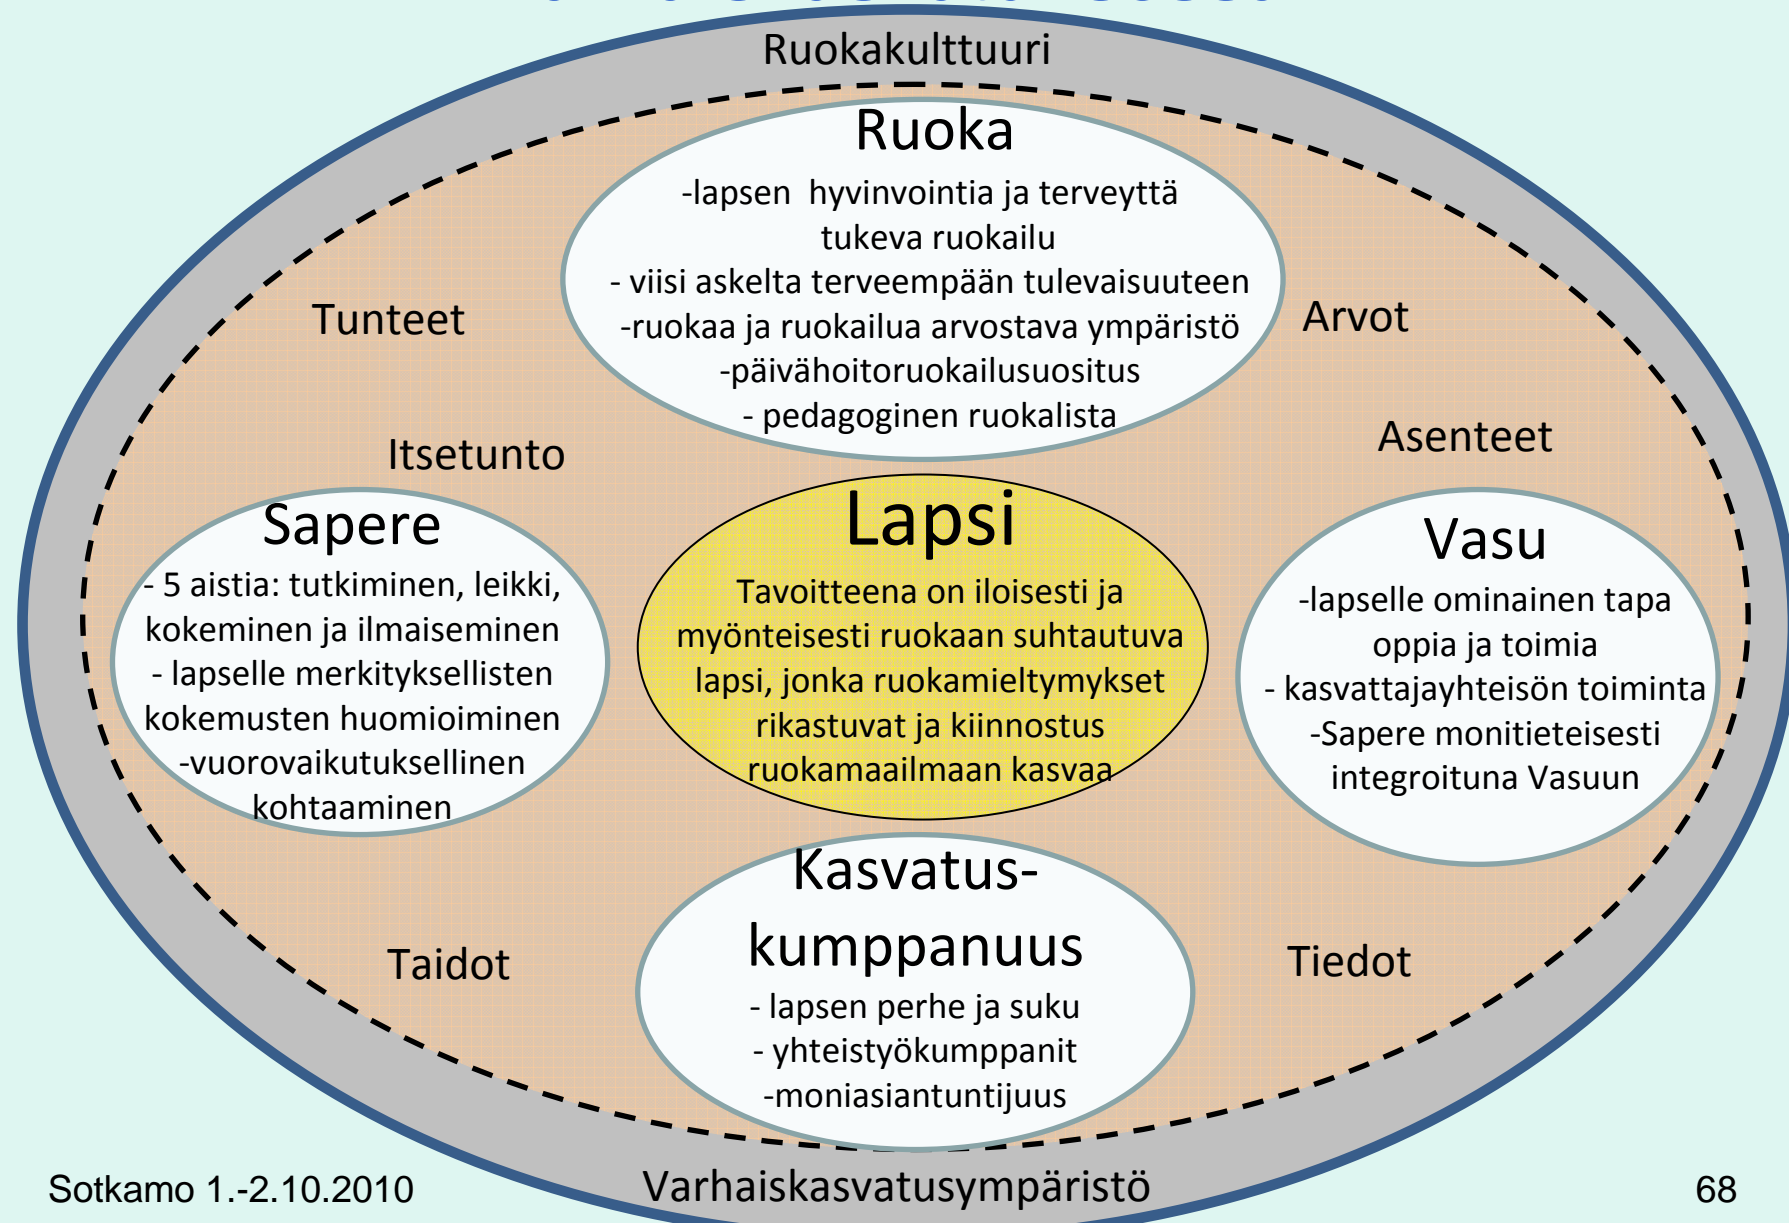 Ruokakulttuuri
Ruoka
-lapsen hyvinvointia ja terveyttä
tukeva ruokailu
- viisi askelta terveempään tulevaisuuteen
-ruokaa ja ruokailua arvostava ympäristö
-päivähoitoruokailusuositus
- pedagoginen ruokalista
Tunteet
Arvot
Itsetunto
Asenteet
Sapere
- 5 aistia: tutkiminen, leikki,
kokeminen ja ilmaiseminen
- lapselle merkityksellisten
kokemusten huomioiminen
-vuorovaikutuksellinen
kohtaaminen
Lapsi
Tavoitteena on iloisesti ja
myönteisesti ruokaan suhtautuva
lapsi, jonka ruokamieltymykset
rikastuvat ja kiinnostus
ruokamaailmaan kasvaa
Vasu
-lapselle ominainen tapa
oppia ja toimia
- kasvattajayhteisön toiminta
-Sapere monitieteisesti
integroituna Vasuun
Kasvatus-
kumppanuus
- lapsen perhe ja suku
- yhteistyökumppanit
-moniasiantuntijuus
Taidot
Tiedot
Varhaiskasvatusympäristö
Sotkamo 1.-2.10.2010
68